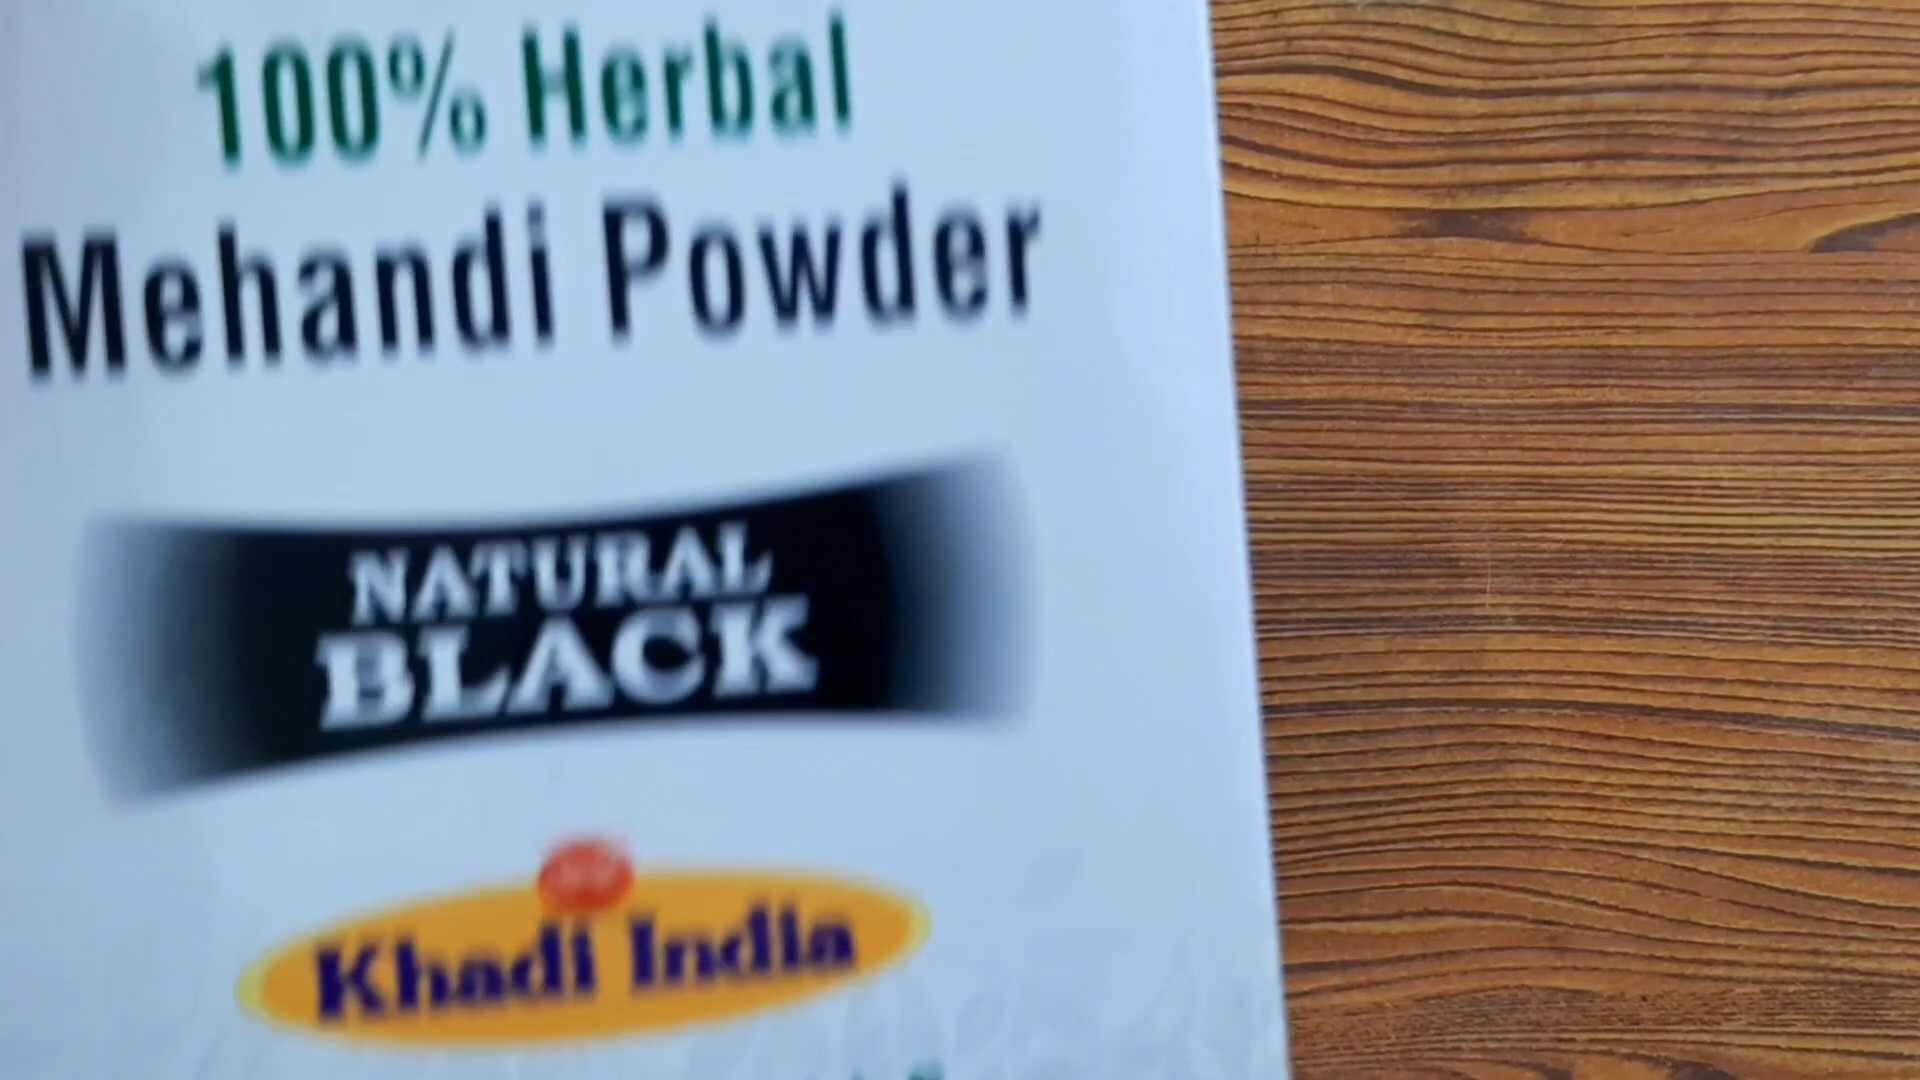 100% Herbal
Mehandi Powder
NATURAL
BLACK
Khadi India